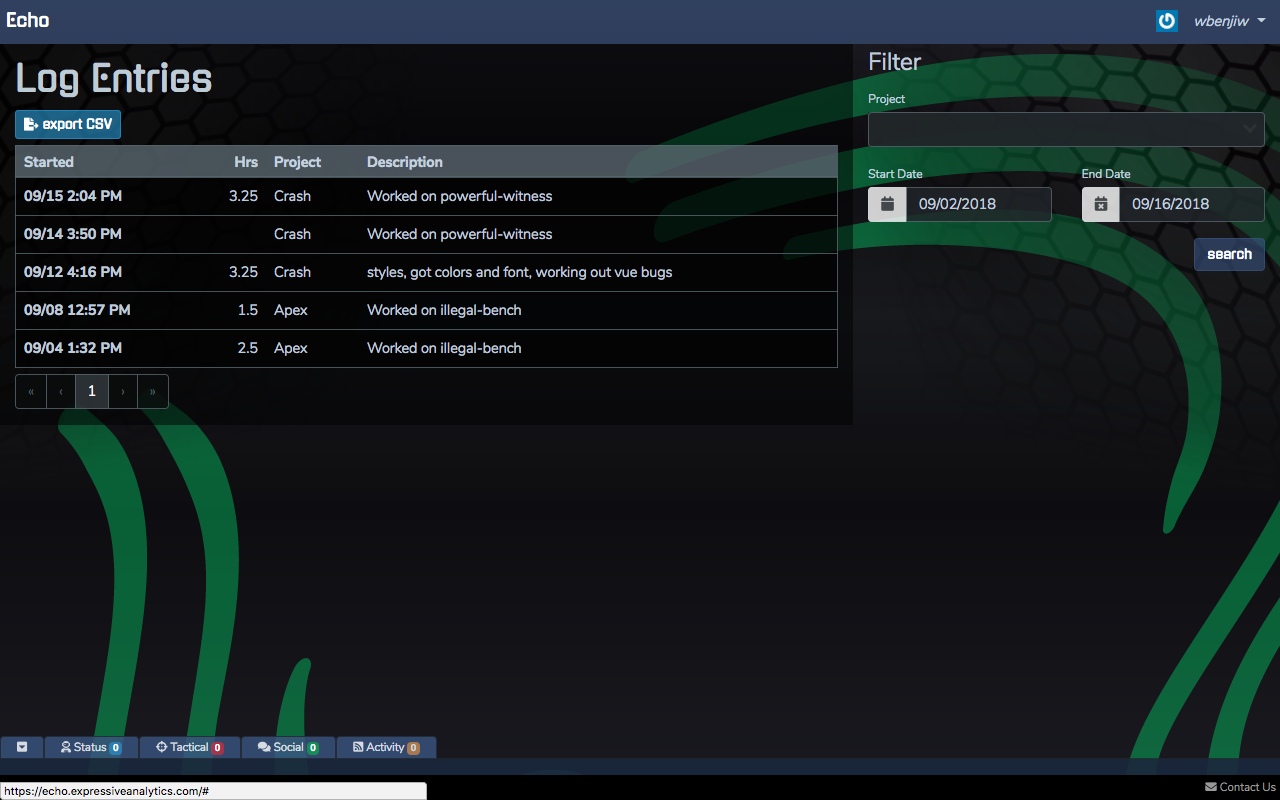 Echo
wbenjiw
Log Entries
export CSV
Started Hrs Project Description
09/15 2:04 PM 3.25 Crash Worked on powerful-witness
09/14 3:50 PM Crash Worked on powerful-witness
09/12 4:16 PM 3.25 Crash styles, got colors and font, working out vue bugs
09/08 12:57 PM 1.5 Apex Worked on illegal-bench
09/04 1:32 PM 2.5 Apex Worked on illegal-bench
« ‹ 1 › »
Filter
Project
Start Date End Date
09/02/2018 09/16/2018
search
Status 0 Tactical 0 Social 0 Activity 0
https://echo.expressiveanalytics.com/#
Contact Us